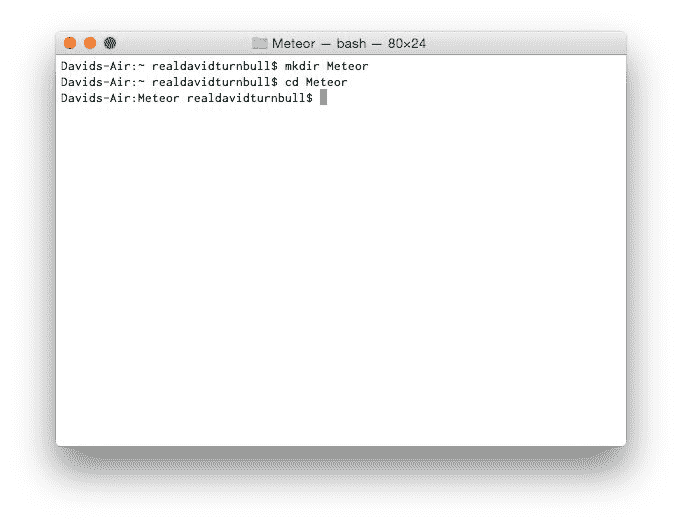 Meteor — bash — 80×24
Davids-Air:~ realdavidturnbull$ mkdir Meteor
Davids-Air:~ realdavidturnbull$ cd Meteor
Davids-Air:Meteor realdavidturnbull$